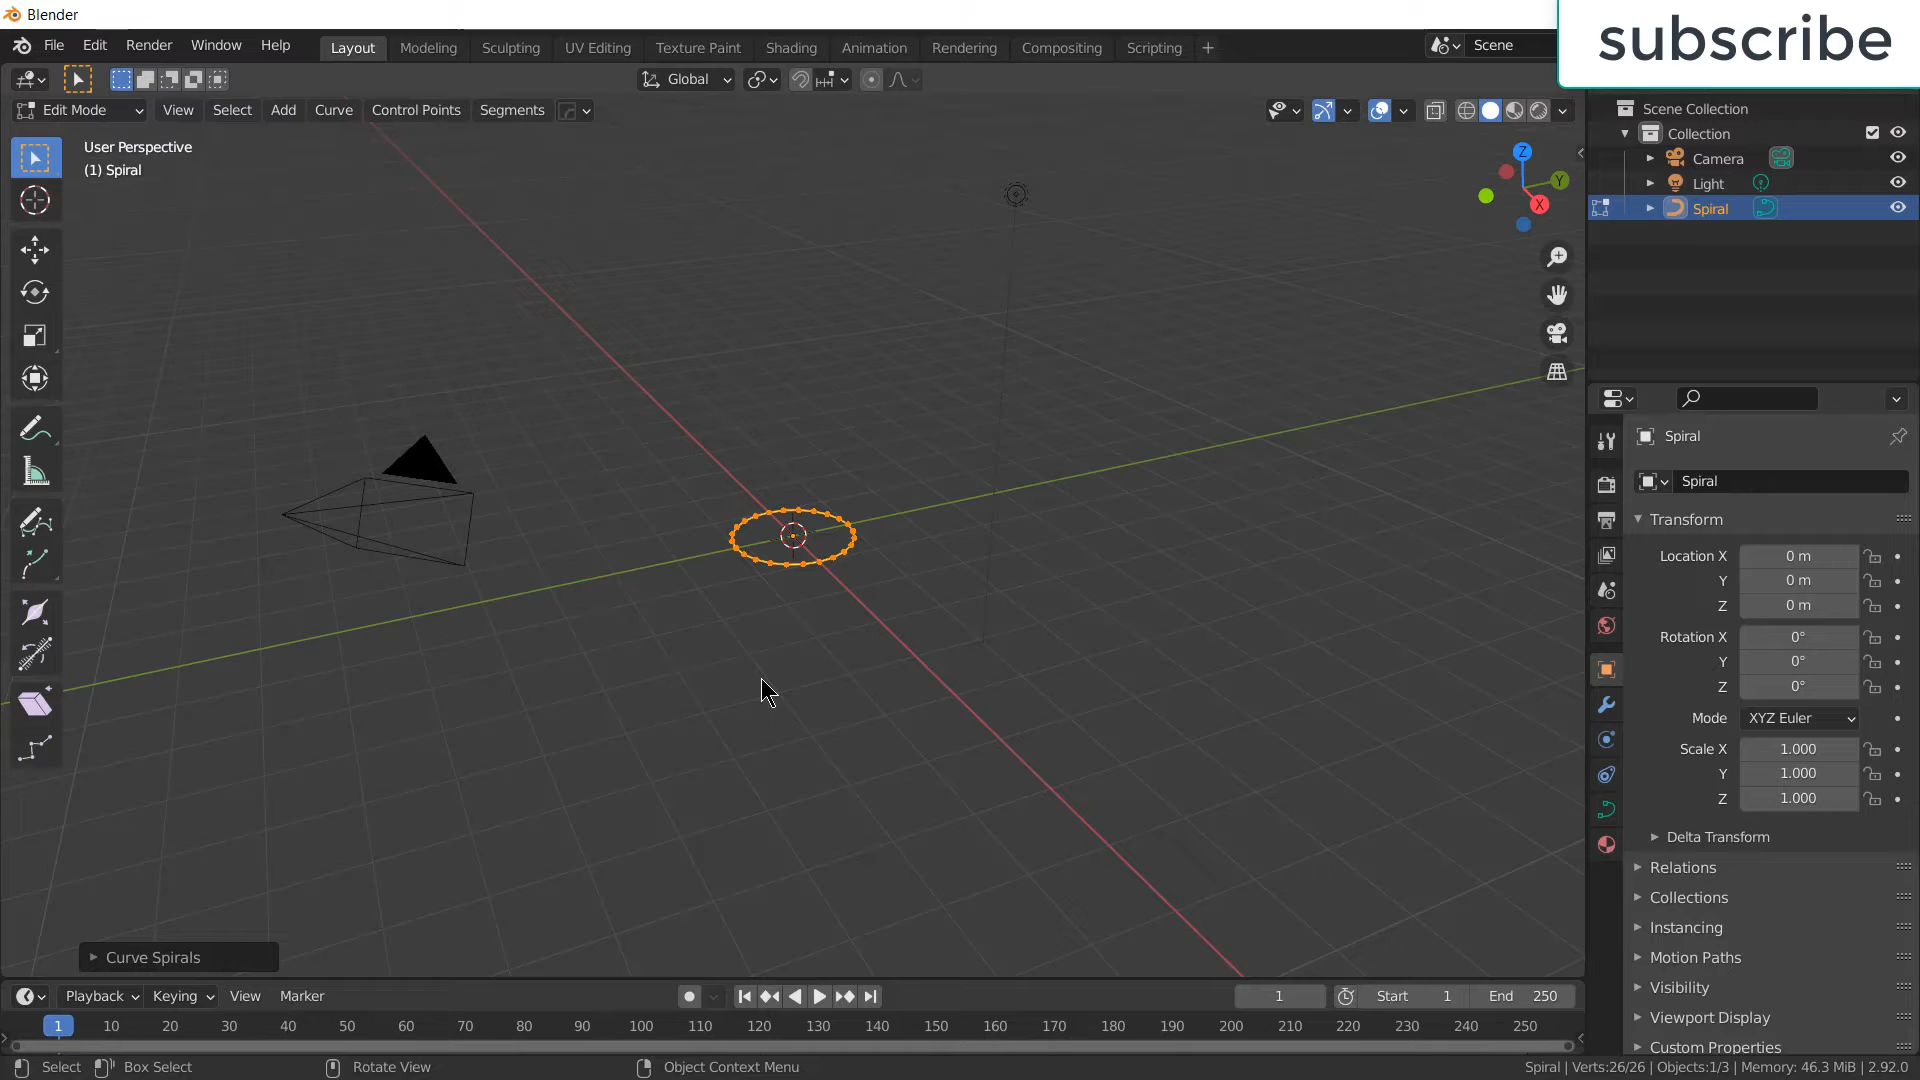 Blender
subscribe
File Edit Render Window Help Layout Modeling Sculpting UV Editing Texture Paint Shading Animation Rendering Compositing Scripting + Scene
Global
Edit Mode View Select Add Curve Control Points Segments
User Perspective
(1) Spiral
Z
Y
X
Scene Collection
Collection
Camera
Light
Spiral
Spiral
Spiral
Transform
Location X 0 m
Y 0 m
Z 0 m
Rotation X 0°
Y 0°
Z 0°
Mode XYZ Euler
Scale X 1.000
Y 1.000
Z 1.000
Delta Transform
Relations
Collections
Instancing
Motion Paths
Visibility
Viewport Display
Custom Properties
Curve Spirals
Playback Keying View Marker 1 Start 1 End 250
1 10 20 30 40 50 60 70 80 90 100 110 120 130 140 150 160 170 180 190 200 210 220 230 240 250
Select Box Select Rotate View Object Context Menu Spiral | Verts:26/26 | Objects:1/3 | Memory: 46.3 MiB | 2.92.0